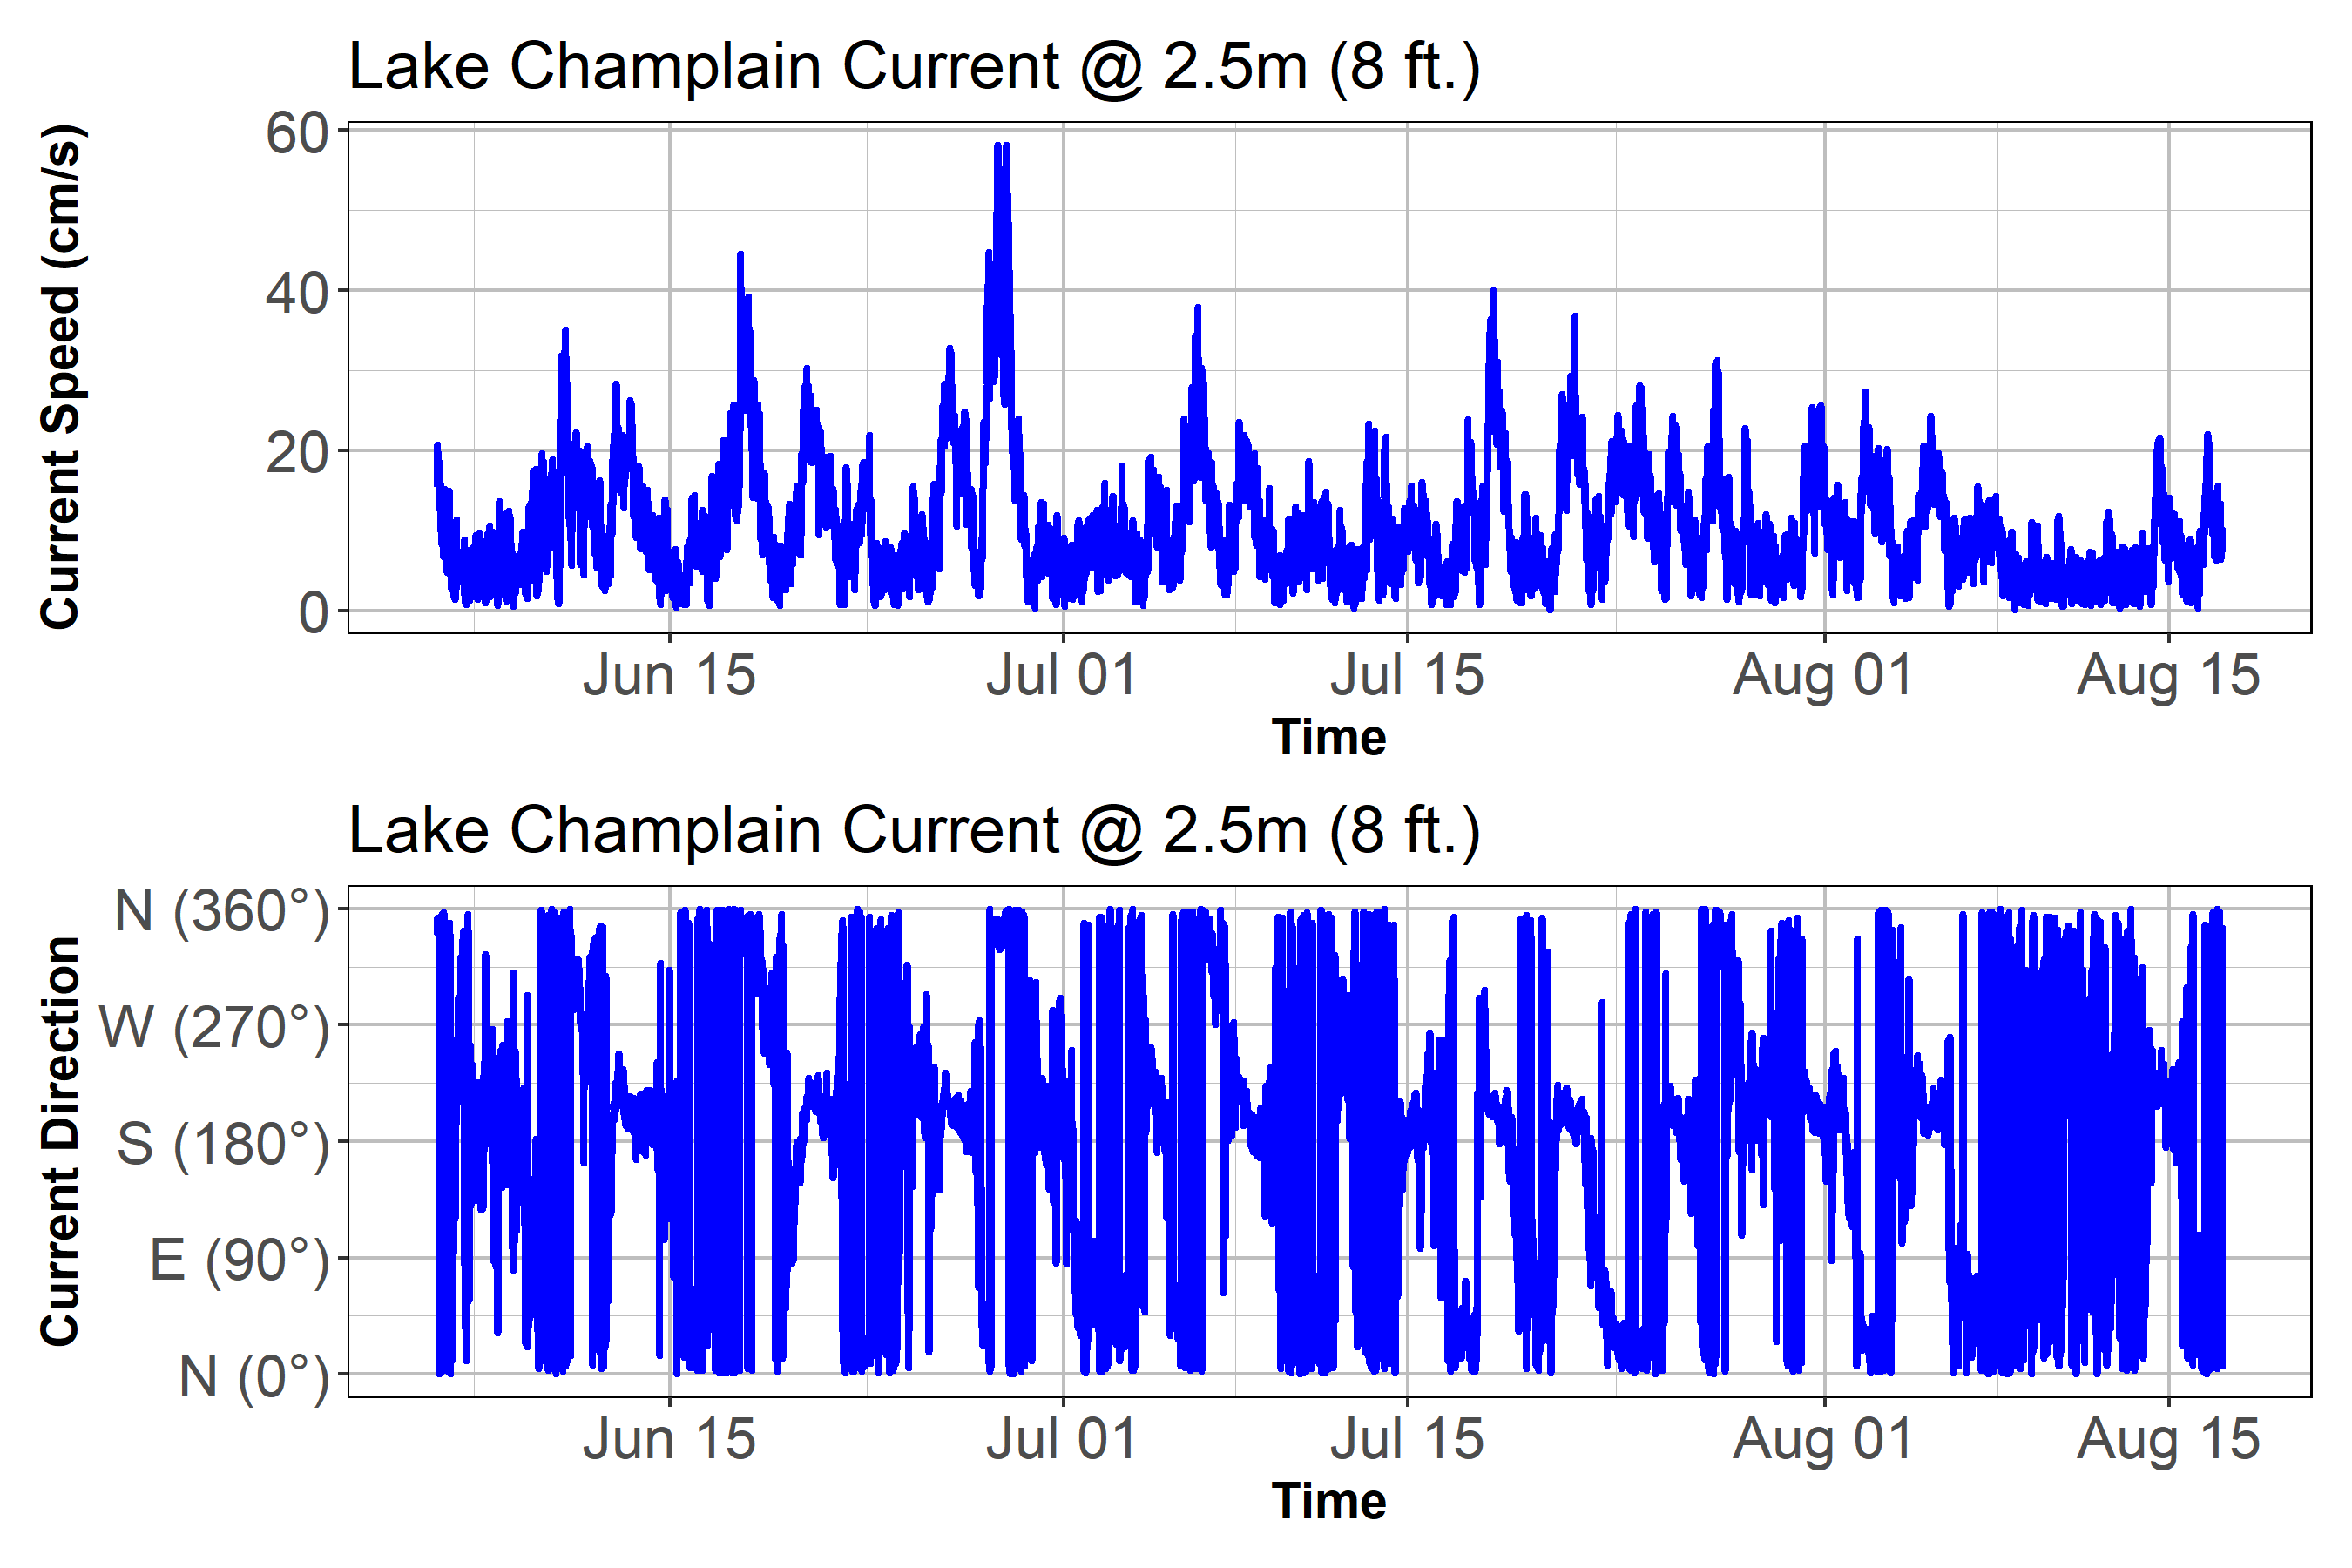 Lake Champlain Current @ 2.5m (8 ft.)
Current Speed (cm/s)
60
40
20
0
Jun 15 Jul 01 Jul 15 Aug 01 Aug 15
Time
Lake Champlain Current @ 2.5m (8 ft.)
Current Direction
N (360°)
W (270°)
S (180°)
E (90°)
N (0°)
Jun 15 Jul 01 Jul 15 Aug 01 Aug 15
Time